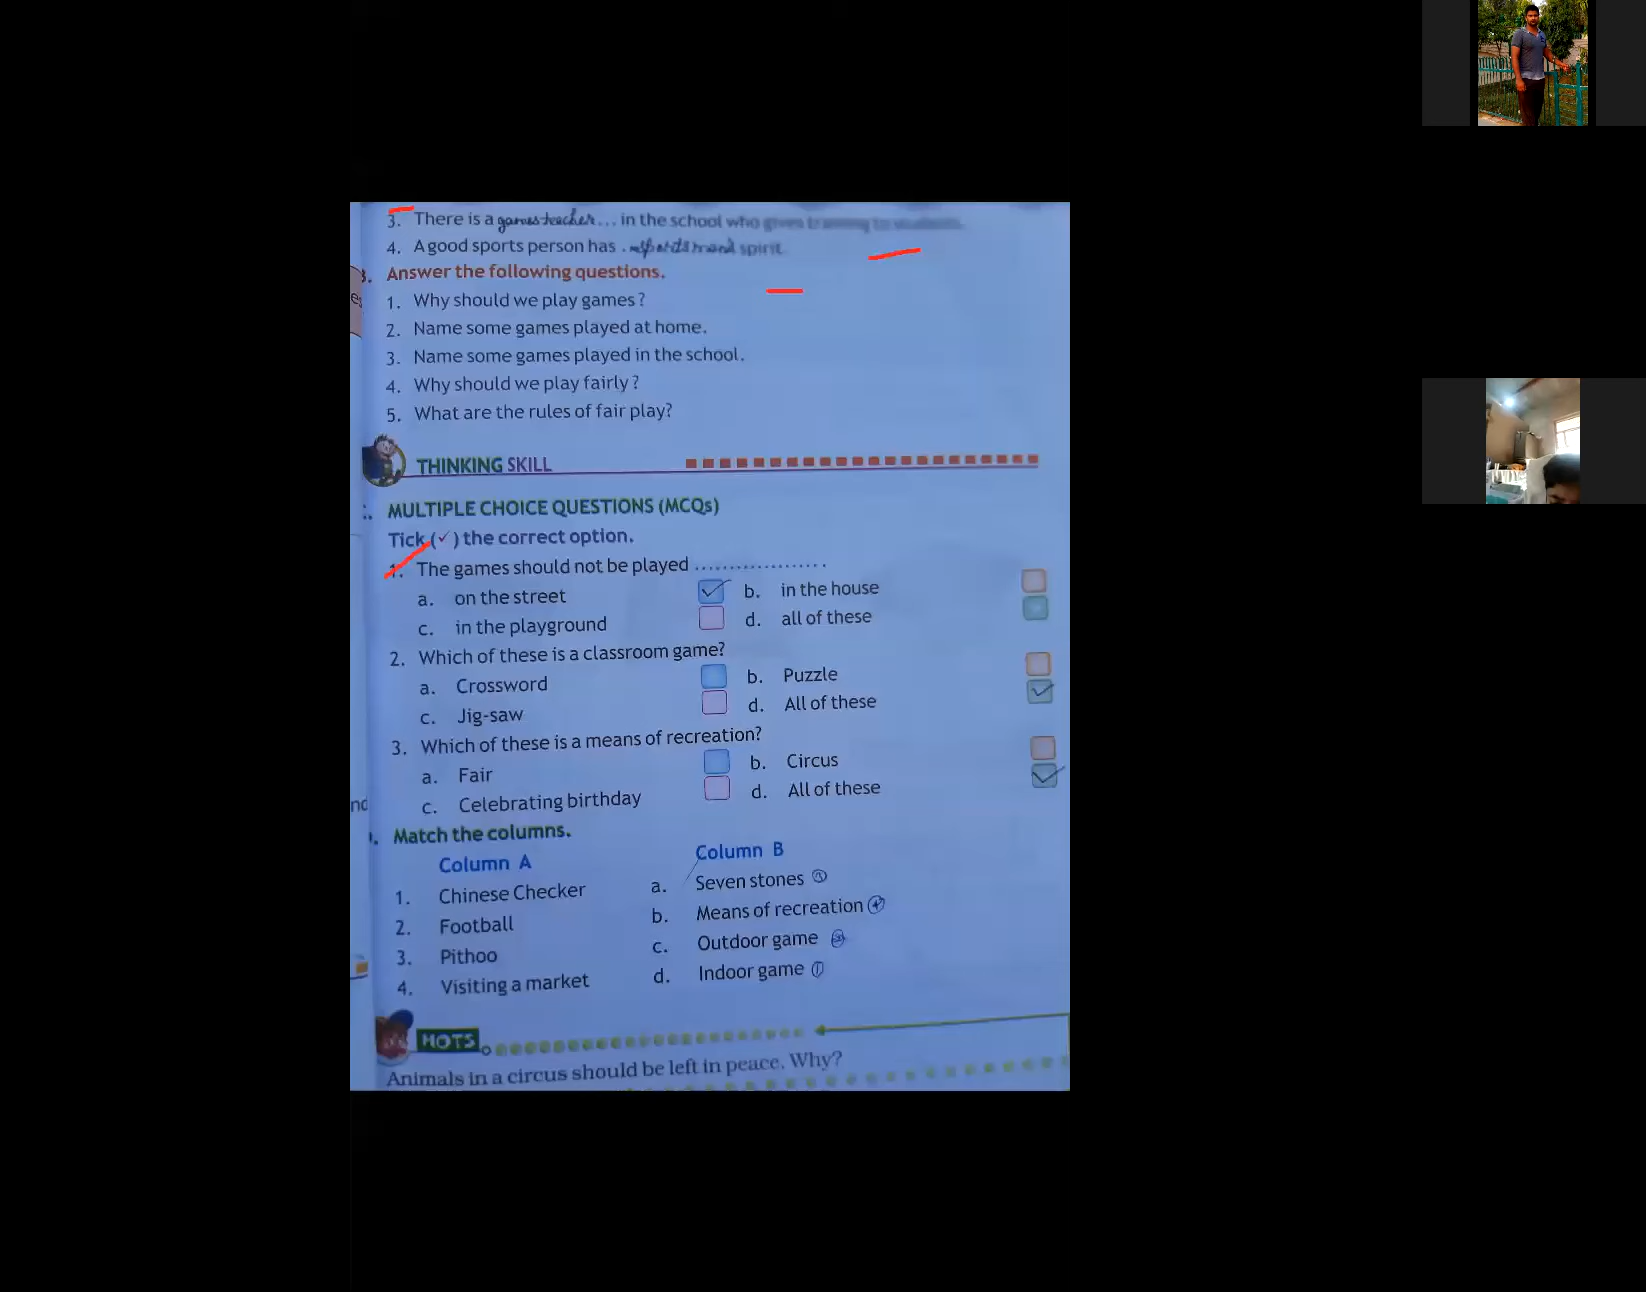 3. There is a games teacher... in the school who gives training to students.
4. A good sports person has . spirit.
Answer the following questions.
1. Why should we play games?
2. Name some games played at home.
3. Name some games played in the school.
4. Why should we play fairly?
5. What are the rules of fair play?
THINKING SKILL
MULTIPLE CHOICE QUESTIONS (MCQs)
Tick (✓) the correct option.
1. The games should not be played ....................
a. on the street ✓ b. in the house
c. in the playground d. all of these
2. Which of these is a classroom game?
a. Crossword b. Puzzle
c. Jig-saw d. All of these ✓
3. Which of these is a means of recreation?
a. Fair b. Circus
c. Celebrating birthday d. All of these ✓
Match the columns.
Column A Column B
1. Chinese Checker a. Seven stones
2. Football b. Means of recreation ④
3. Pithoo c. Outdoor game
4. Visiting a market d. Indoor game ①
HOTS
Animals in a circus should be left in peace. Why?